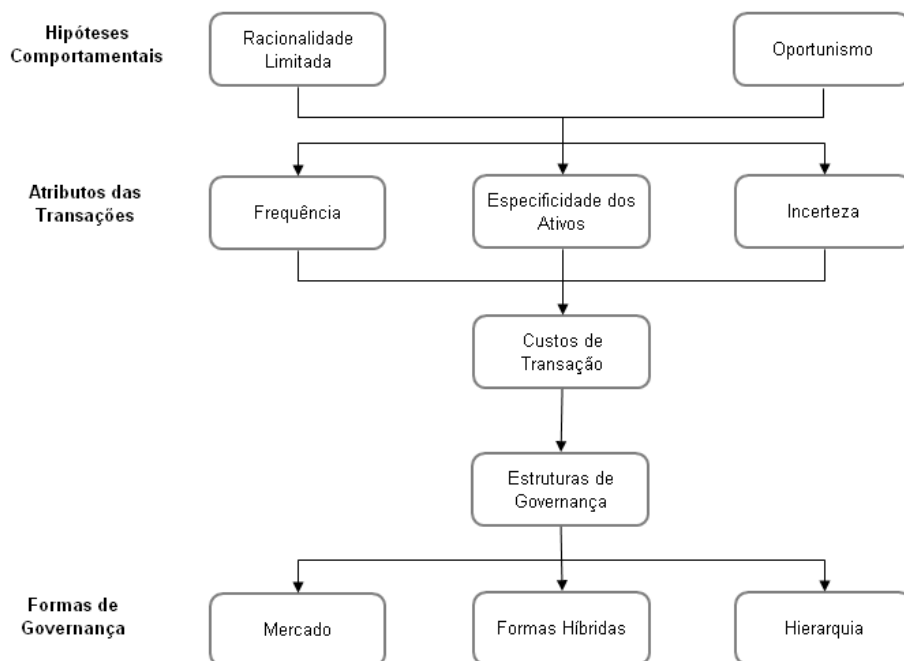 Hipóteses
Comportamentais
Racionalidade
Limitada
Oportunismo
Atributos das
Transações
Frequência
Especificidade dos
Ativos
Incerteza
Custos de
Transação
Estruturas de
Governança
Formas de
Governança
Mercado
Formas Híbridas
Hierarquia